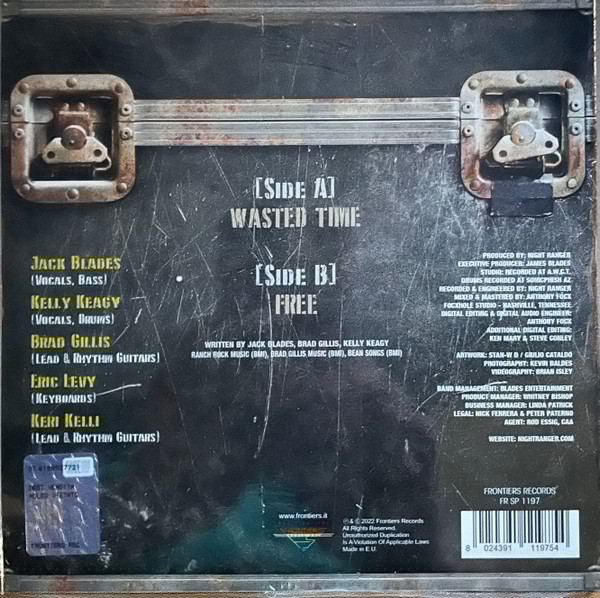 [SIDE A]
WASTED TIME
[SIDE B]
FREE
WRITTEN BY JACK BLADES, BRAD GILLIS, KELLY KEAGY
RANCH ROCK MUSIC (BMI), BRAD GILLIS MUSIC (BMI), BEAN SONGS (BMI)
JACK BLADES
(VOCALS, BASS)
KELLY KEAGY
(VOCALS, DRUMS)
BRAD GILLIS
(LEAD & RHYTHM GUITARS)
ERIC LEVY
(KEYBOARDS)
KERI KELLI
(LEAD & RHYTHM GUITARS)
PRODUCED BY: NIGHT RANGER
EXECUTIVE PRODUCER: JAMES BLADES
STUDIO: RECORDED AT A.W.G.T.
DRUMS RECORDED AT SONICPHISH AZ.
RECORDED & ENGINEERED BY: NIGHT RANGER
MIXED & MASTERED BY: ANTHONY FOCX
FOCXHOLE STUDIO - NASHVILLE, TENNESSEE
DIGITAL EDITING & DIGITAL AUDIO ENGINEER:
ANTHONY FOCX
ADDITIONAL DIGITAL EDITING:
KEN MARY & STEVE CONLEY
ARTWORK: STAN-W D / GIULIO CATALDO
PHOTOGRAPHY: KEVIN BALDES
VIDEOGRAPHY: BRIAN ISLEY
BAND MANAGEMENT: BLADES ENTERTAINMENT
PRODUCT MANAGER: WHITNEY BISHOP
BUSINESS MANAGER: LINDA PATRICK
LEGAL: NICK FERRERA & PETER PATERNO
AGENT: ROD ESSIG, CAA
WEBSITE: NIGHTRANGER.COM
www.frontiers.it
℗ & © 2022 Frontiers Records
All Rights Reserved.
Unauthorized Duplication
Is A Violation Of Applicable Laws
Made in E.U.
FRONTIERS RECORDS
FR SP 1197
8 024391 119754